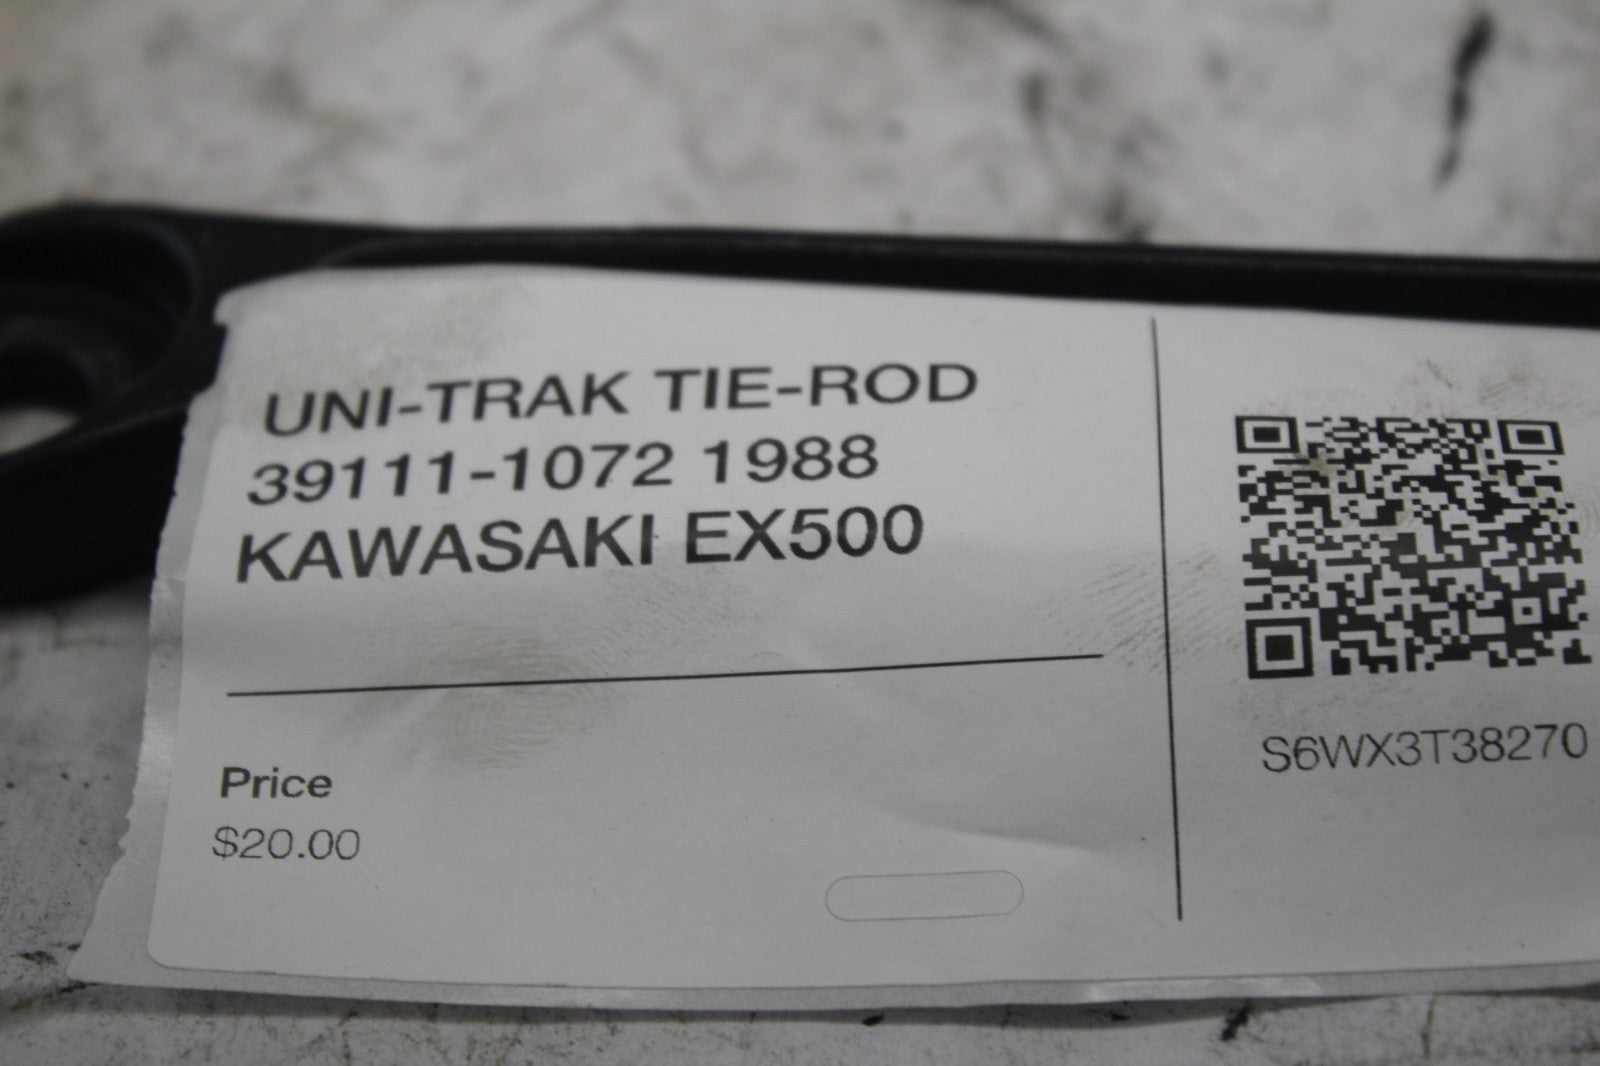 UNI-TRAK TIE-ROD
39111-1072 1988
KAWASAKI EX500
Price
$20.00
S6WX3T38270